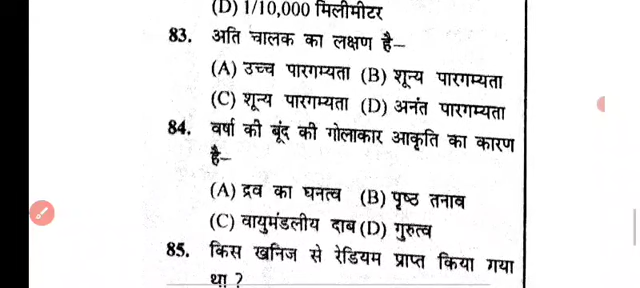 (D) 1/10,000 मिलीमीटर
83. अति चालक का लक्षण है–
(A) उच्च पारगम्यता (B) शून्य पारगम्यता
(C) शून्य पारगम्यता (D) अनंत पारगम्यता
84. वर्षा की बूंद की गोलाकार आकृति का कारण
है–
(A) द्रव का घनत्व (B) पृष्ठ तनाव
(C) वायुमंडलीय दाब (D) गुरुत्व
85. किस खनिज से रेडियम प्राप्त किया गया
था ?